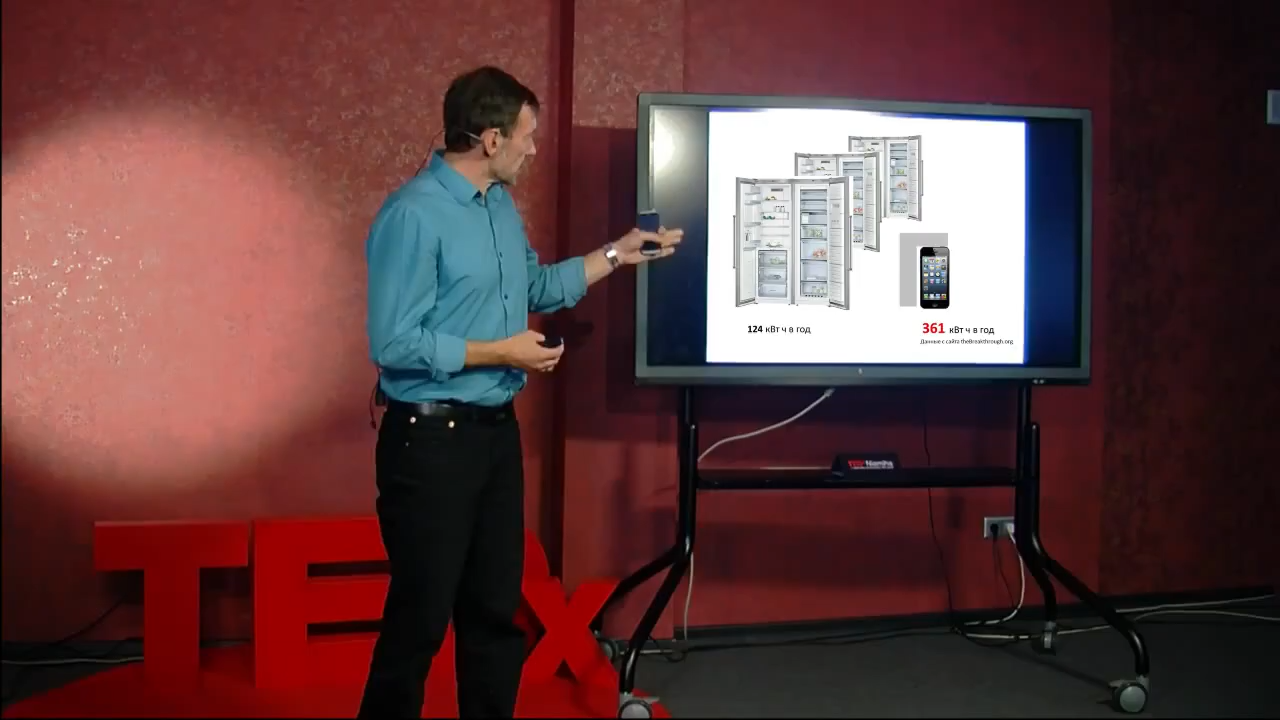 124 кВт ч в год
361 кВт ч в год
Данные с сайта theBreakthrough.org
TEDx